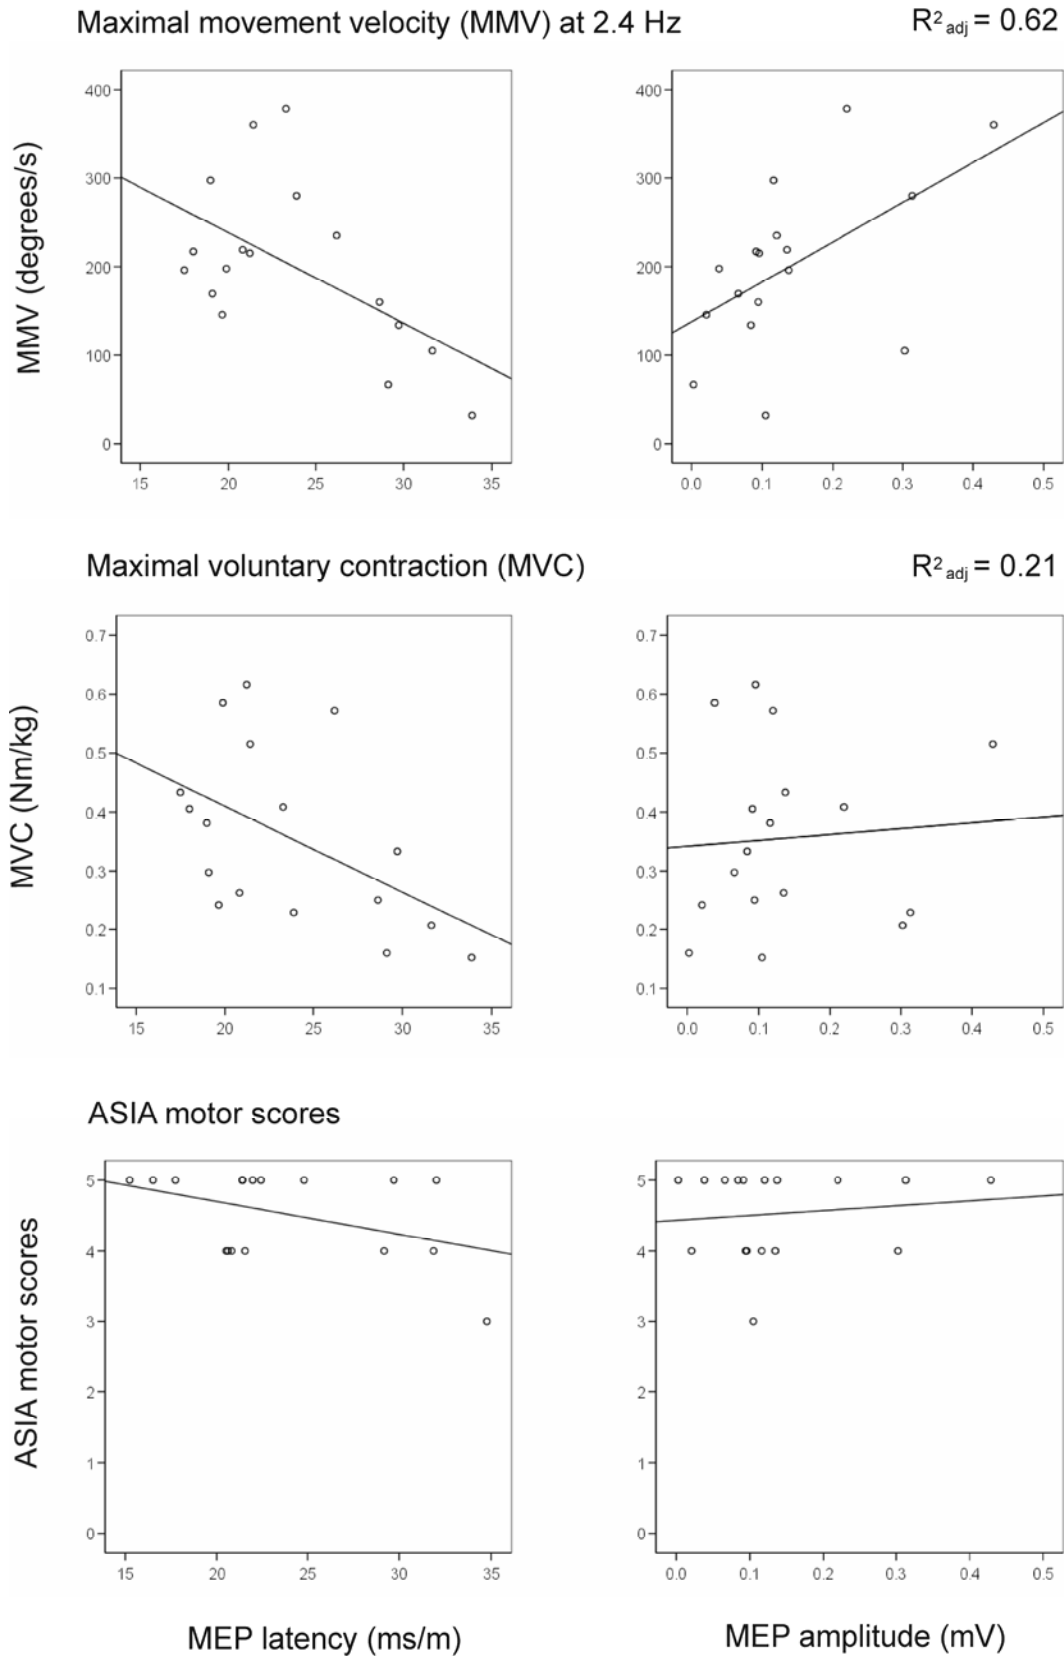 Maximal movement velocity (MMV) at 2.4 Hz R²adj = 0.62
MMV (degrees/s)
400
300
200
100
0
15 20 25 30 35
400
300
200
100
0
0.0 0.1 0.2 0.3 0.4 0.5
Maximal voluntary contraction (MVC) R²adj = 0.21
MVC (Nm/kg)
0.7
0.6
0.5
0.4
0.3
0.2
0.1
15 20 25 30 35
0.7
0.6
0.5
0.4
0.3
0.2
0.1
0.0 0.1 0.2 0.3 0.4 0.5
ASIA motor scores
ASIA motor scores
5
4
3
2
1
0
15 20 25 30 35
5
4
3
2
1
0
0.0 0.1 0.2 0.3 0.4 0.5
MEP latency (ms/m) MEP amplitude (mV)